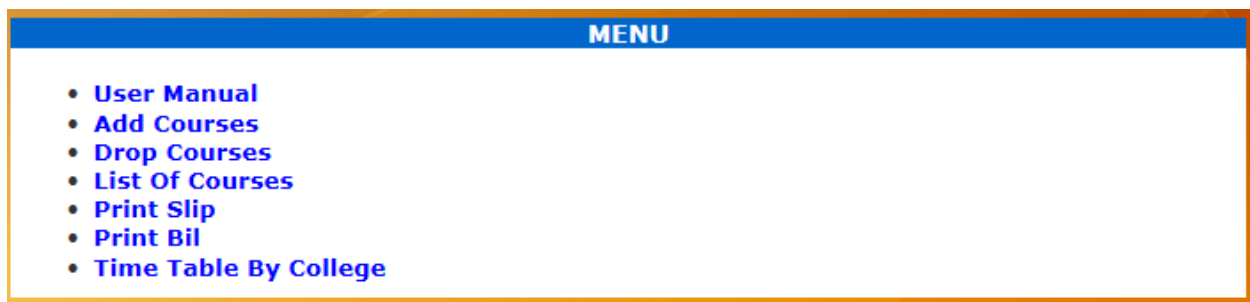 MENU
User Manual
Add Courses
Drop Courses
List Of Courses
Print Slip
Print Bil
Time Table By College